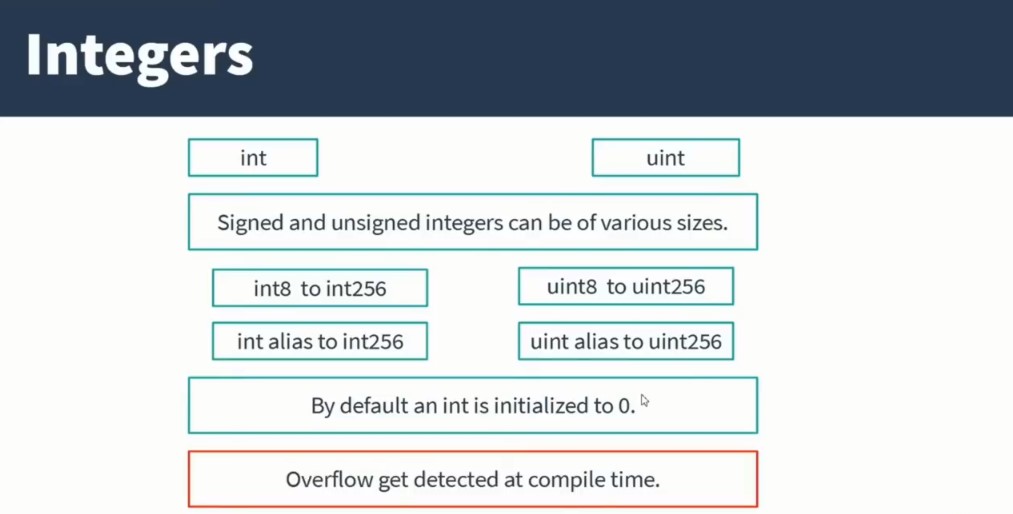 Integers
int
uint
Signed and unsigned integers can be of various sizes.
int8 to int256
uint8 to uint256
int alias to int256
uint alias to uint256
By default an int is initialized to 0.
Overflow get detected at compile time.